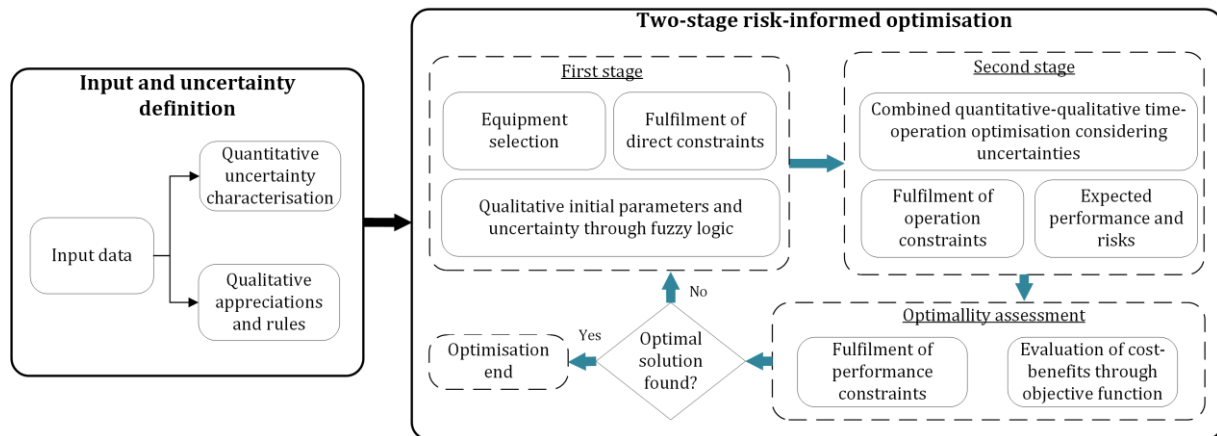 Input and uncertainty
definition
Input data
Quantitative
uncertainty
characterisation
Qualitative
appreciations
and rules
Two-stage risk-informed optimisation
First stage
Equipment
selection
Fulfilment of
direct constraints
Qualitative initial parameters and
uncertainty through fuzzy logic
Second stage
Combined quantitative-qualitative time-
operation optimisation considering
uncertainties
Fulfilment of
operation
constraints
Expected
performance and
risks
Optimallity assessment
Fulfilment of
performance
constraints
Evaluation of cost-
benefits through
objective function
Optimal
solution
found?
No
Yes
Optimisation
end